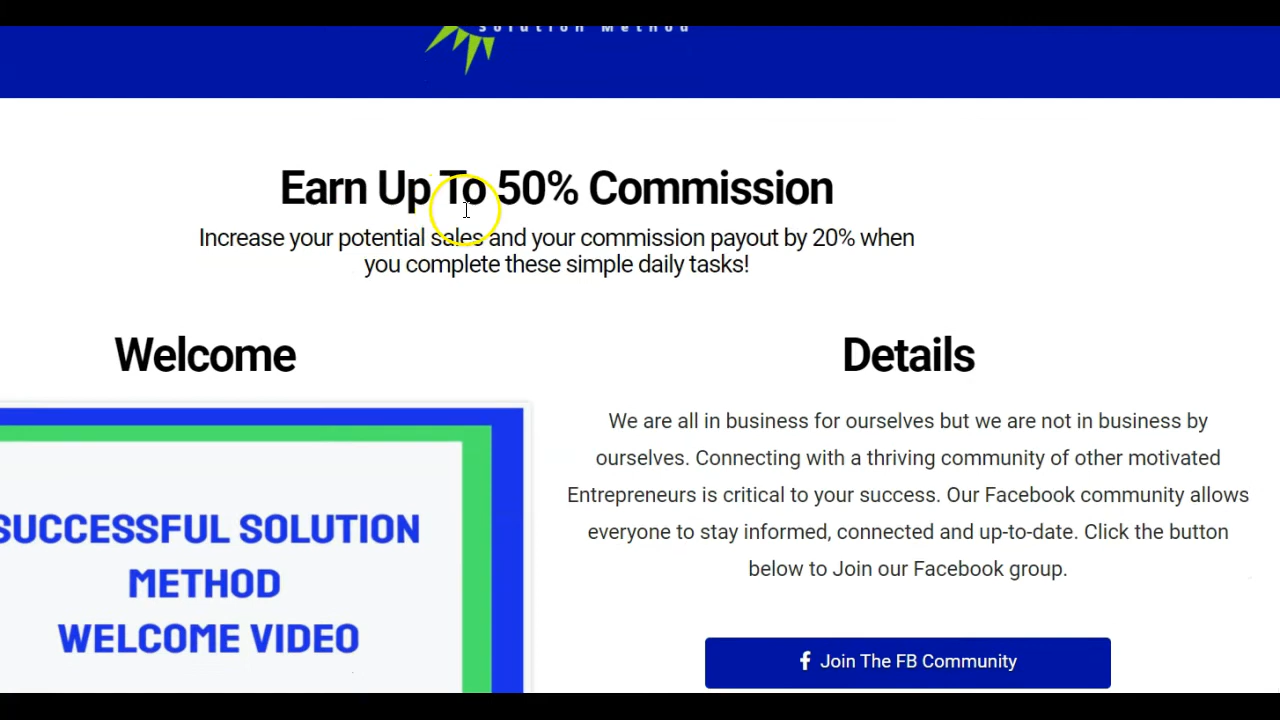 Solution Method
Earn Up To 50% Commission
Increase your potential sales and your commission payout by 20% when
you complete these simple daily tasks!
Welcome
Details
SUCCESSFUL SOLUTION
METHOD
WELCOME VIDEO
We are all in business for ourselves but we are not in business by
ourselves. Connecting with a thriving community of other motivated
Entrepreneurs is critical to your success. Our Facebook community allows
everyone to stay informed, connected and up-to-date. Click the button
below to Join our Facebook group.
Join The FB Community